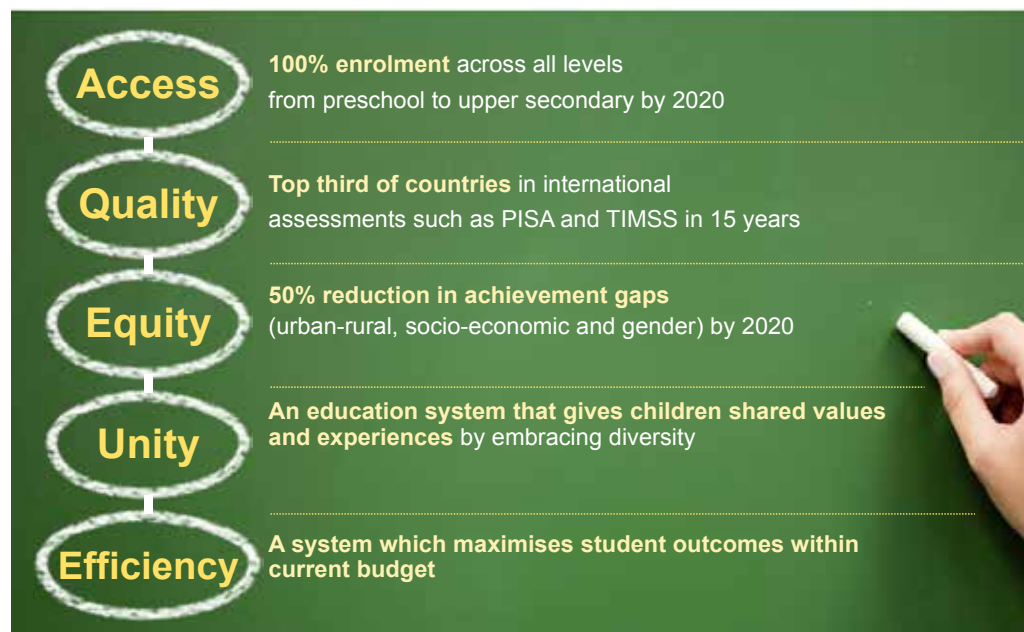 Access
100% enrolment across all levels
from preschool to upper secondary by 2020
Quality
Top third of countries in international
assessments such as PISA and TIMSS in 15 years
Equity
50% reduction in achievement gaps
(urban-rural, socio-economic and gender) by 2020
Unity
An education system that gives children shared values
and experiences by embracing diversity
Efficiency
A system which maximises student outcomes within
current budget